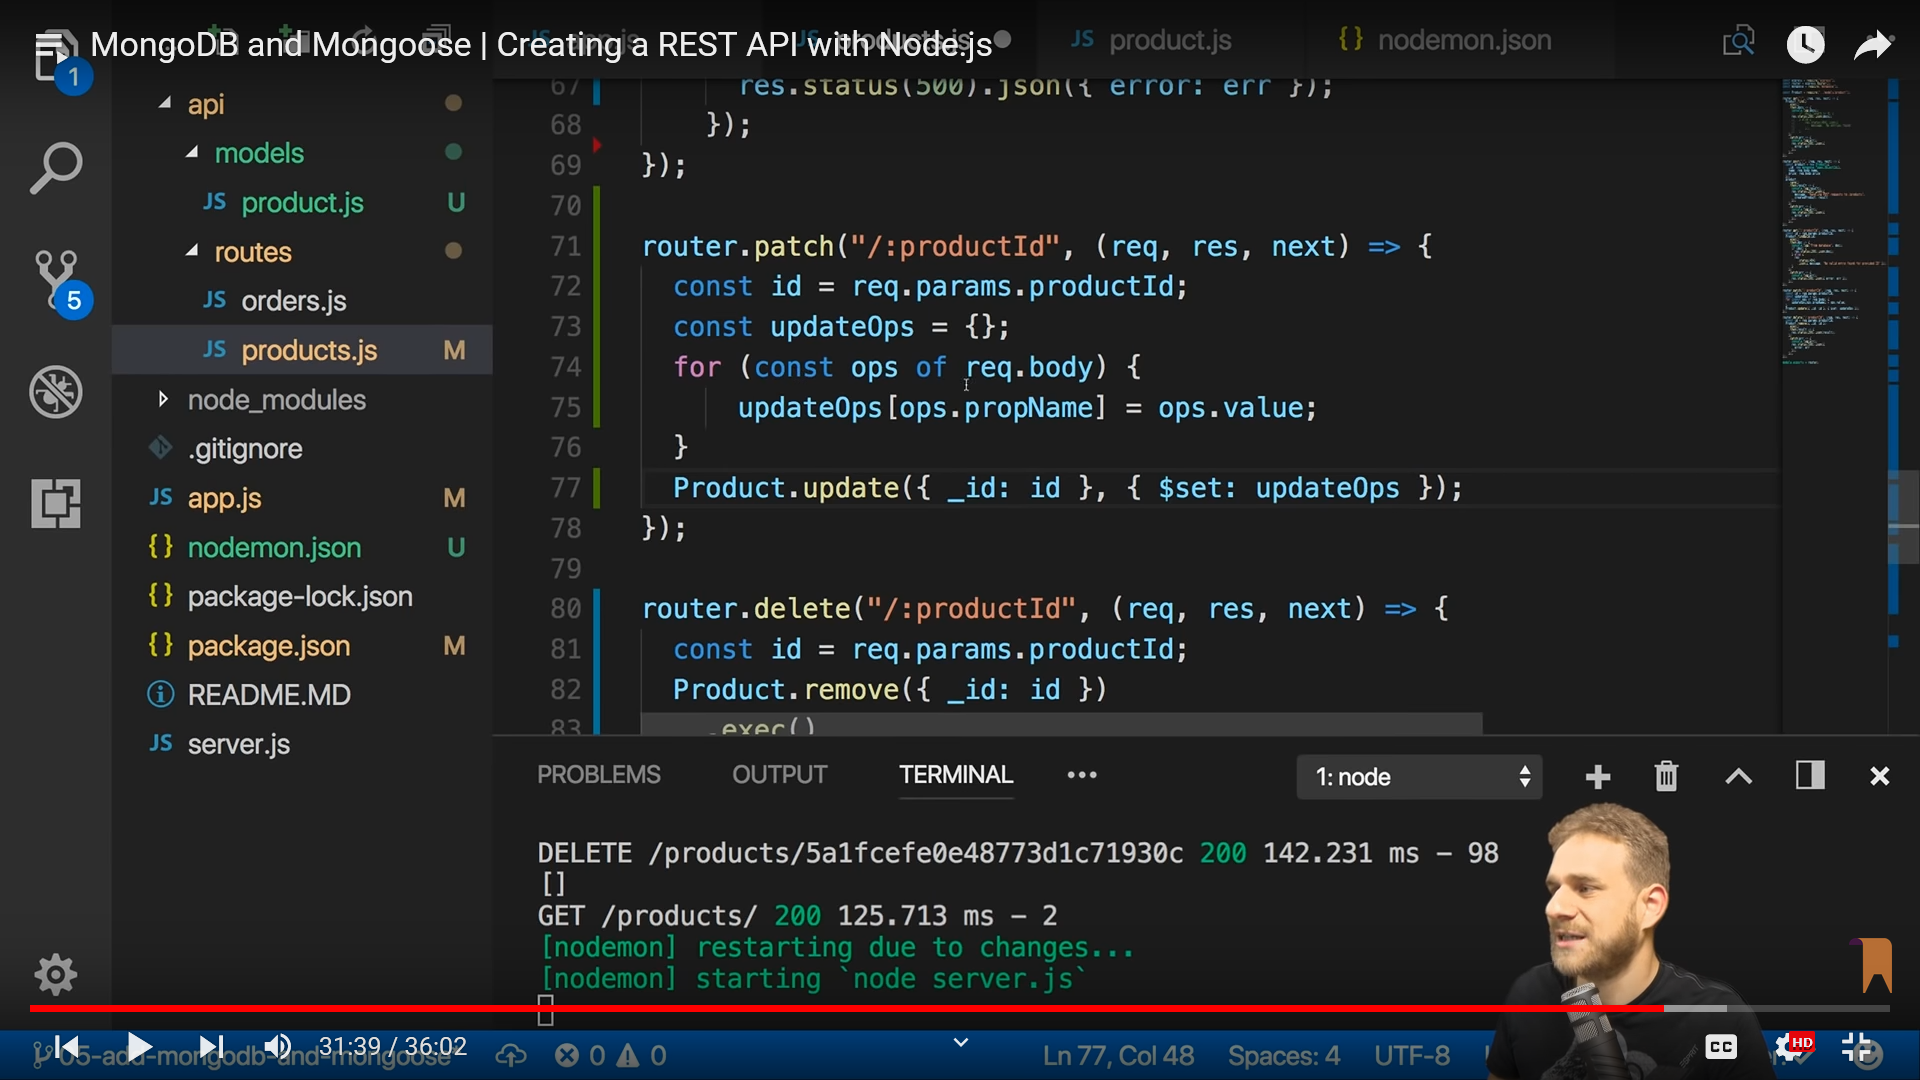 MongoDB and Mongoose | Creating a REST API with Node.js
product.js
nodemon.json
1
api
models
product.js U
routes
orders.js
products.js M
5
node_modules
.gitignore
app.js M
nodemon.json U
package-lock.json
package.json M
README.MD
server.js
67 res.status(500).json({ error: err });
68 });
69 });
70
71 router.patch("/:productId", (req, res, next) => {
72 const id = req.params.productId;
73 const updateOps = {};
74 for (const ops of req.body) {
75 updateOps[ops.propName] = ops.value;
76 }
77 Product.update({ _id: id }, { $set: updateOps });
78 });
79
80 router.delete("/:productId", (req, res, next) => {
81 const id = req.params.productId;
82 Product.remove({ _id: id })
83 .exec()
PROBLEMS OUTPUT TERMINAL ••• 1: node
DELETE /products/5a1fcefe0e48773d1c71930c 200 142.231 ms – 98
[]
GET /products/ 200 125.713 ms – 2
[nodemon] restarting due to changes...
[nodemon] starting `node server.js`
31:39 / 36:02
05-add-mongodb-and-mongoose* 0 0 Ln 77, Col 48 Spaces: 4 UTF-8
CC HD